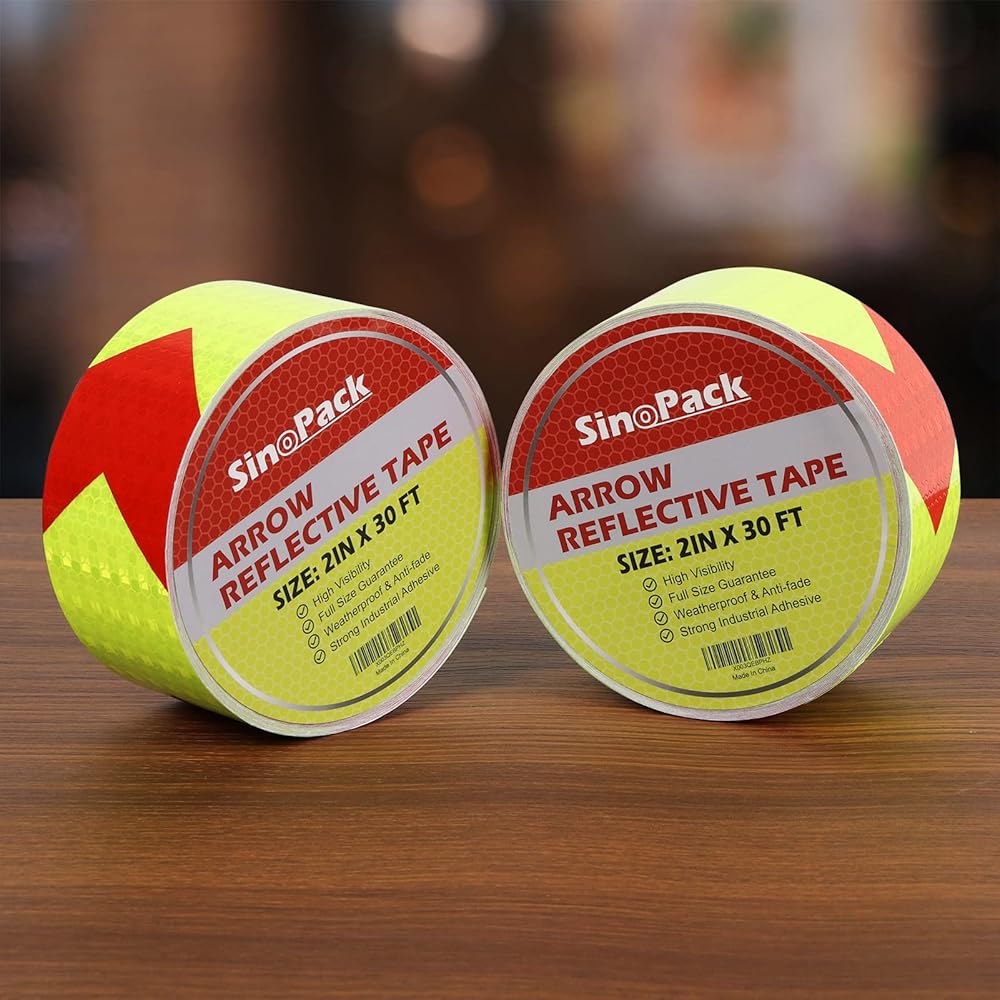 SinoPack
ARROW
REFLECTIVE TAPE
SIZE: 2IN X 30 FT
High Visibility
Full Size Guarantee
Weatherproof & Anti-fade
Strong Industrial Adhesive
X003QEBPHZ
Made In China
SinoPack
ARROW
REFLECTIVE TAPE
SIZE: 2IN X 30 FT
High Visibility
Full Size Guarantee
Weatherproof & Anti-fade
Strong Industrial Adhesive
X003QEBPHZ
Made In China